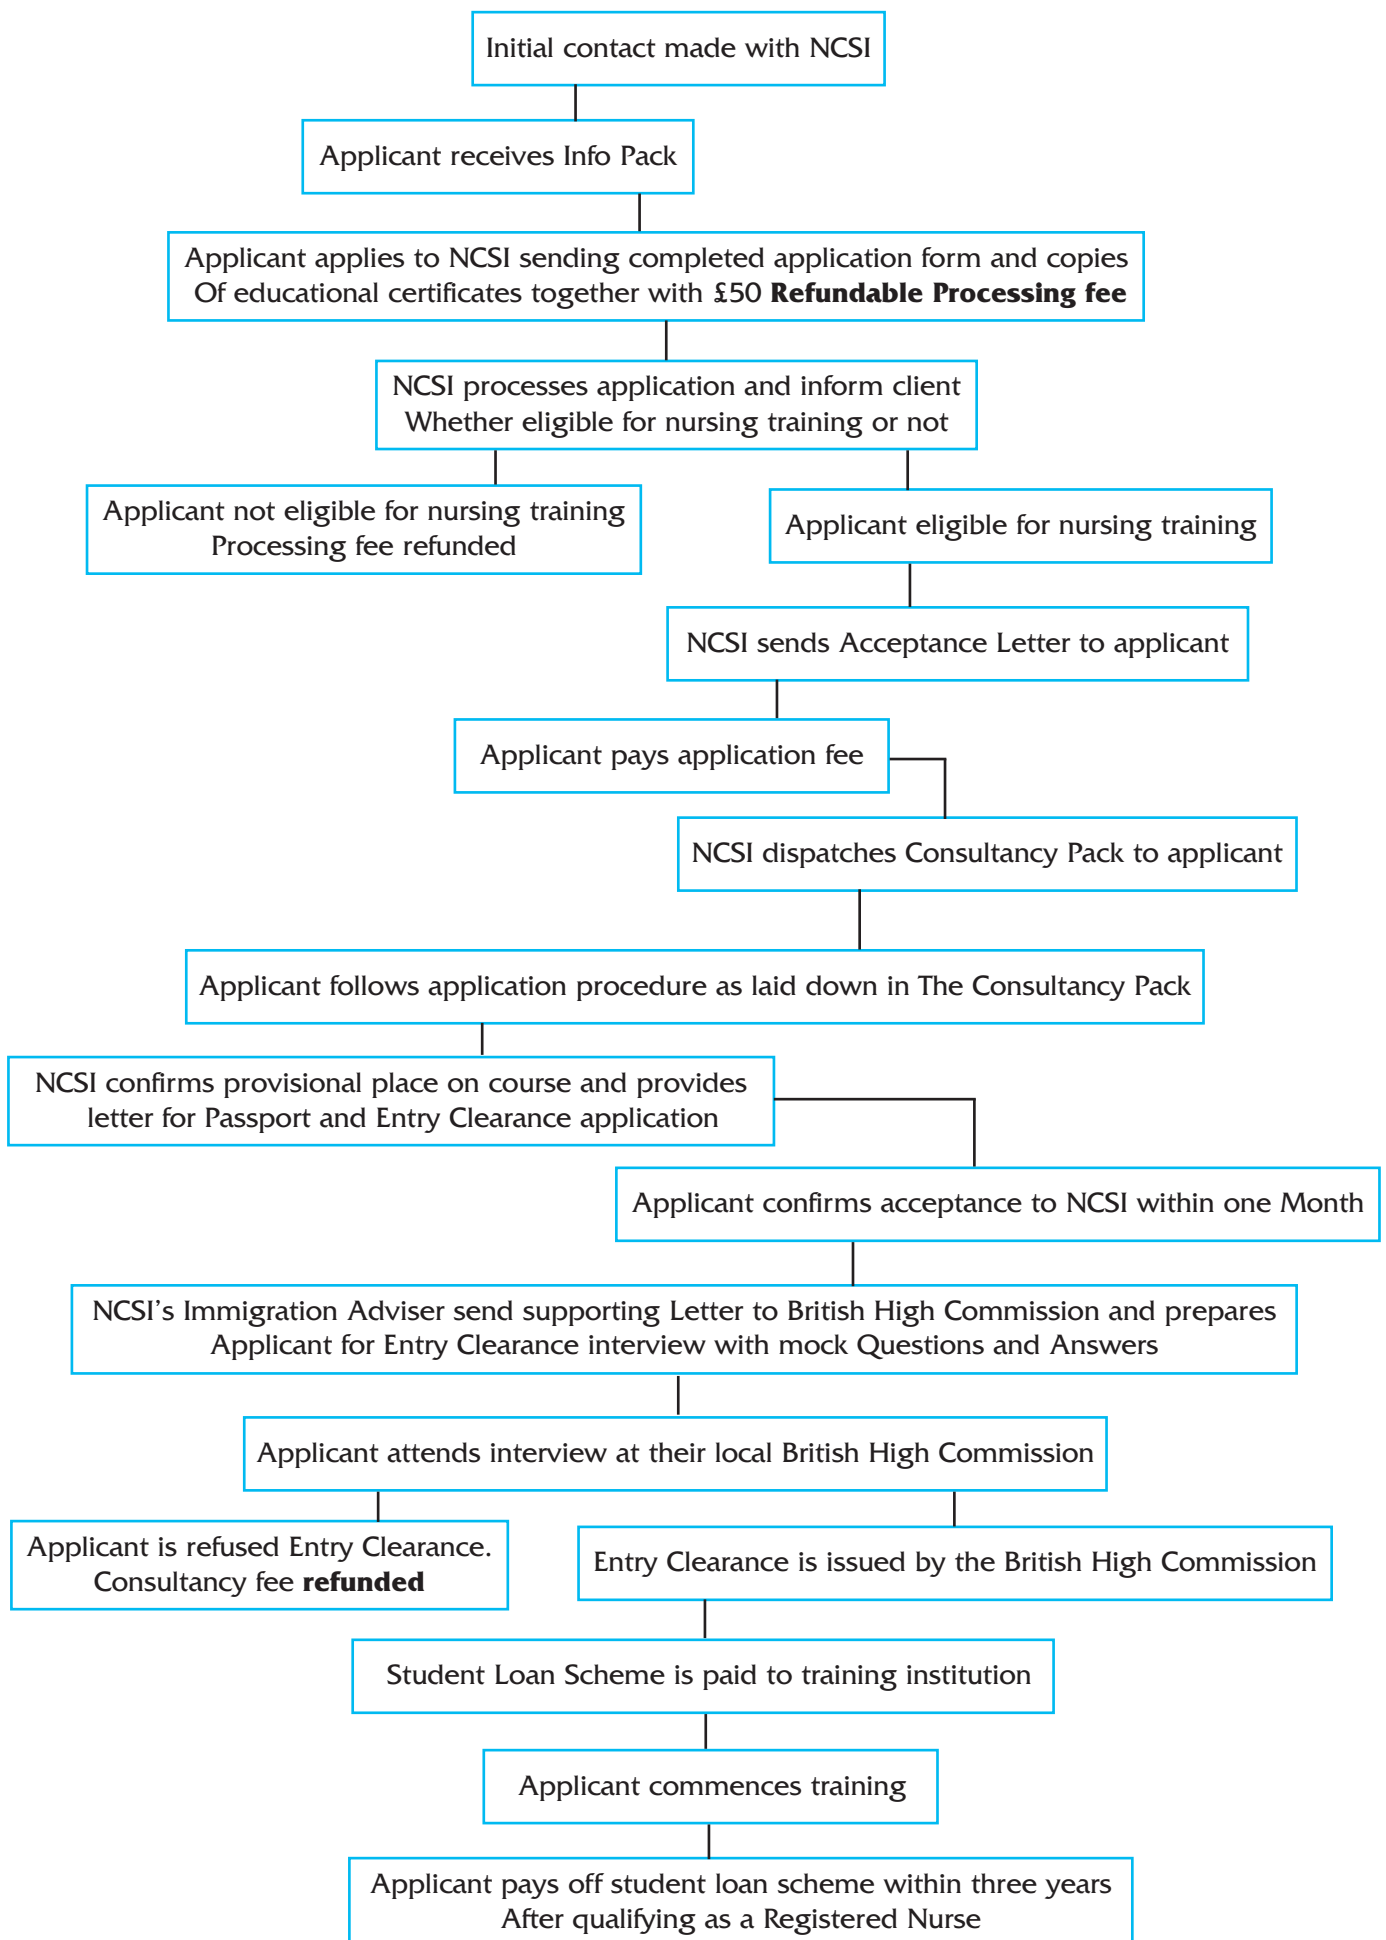 Initial contact made with NCSI
Applicant receives Info Pack
Applicant applies to NCSI sending completed application form and copies
Of educational certificates together with £50 Refundable Processing fee
NCSI processes application and inform client
Whether eligible for nursing training or not
Applicant not eligible for nursing training
Processing fee refunded
Applicant eligible for nursing training
NCSI sends Acceptance Letter to applicant
Applicant pays application fee
NCSI dispatches Consultancy Pack to applicant
Applicant follows application procedure as laid down in The Consultancy Pack
NCSI confirms provisional place on course and provides
letter for Passport and Entry Clearance application
Applicant confirms acceptance to NCSI within one Month
NCSI’s Immigration Adviser send supporting Letter to British High Commission and prepares
Applicant for Entry Clearance interview with mock Questions and Answers
Applicant attends interview at their local British High Commission
Applicant is refused Entry Clearance.
Consultancy fee refunded
Entry Clearance is issued by the British High Commission
Student Loan Scheme is paid to training institution
Applicant commences training
Applicant pays off student loan scheme within three years
After qualifying as a Registered Nurse